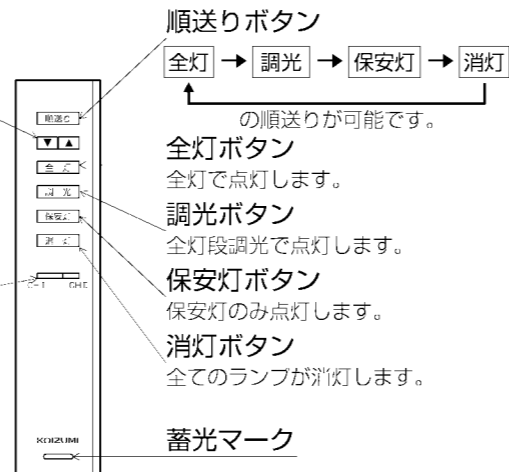 順送りボタン
全灯 → 調光 → 保安灯 → 消灯
の順送りが可能です。
全灯ボタン
全灯で点灯します。
調光ボタン
全灯段調光で点灯します。
保安灯ボタン
保安灯のみ点灯します。
消灯ボタン
全てのランプが消灯します。
蓄光マーク
順送り
▼ ▲
全 灯
調 光
保安灯
消 灯
KOIZUMI